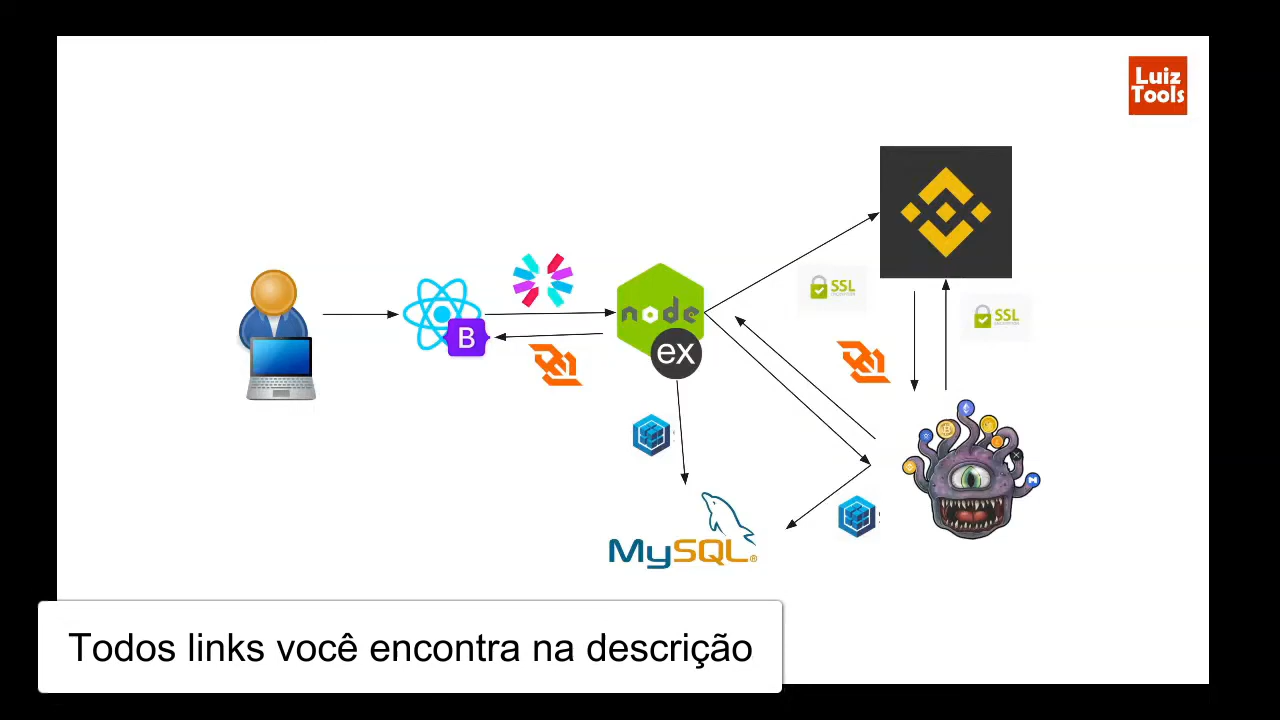 Luiz
Tools
SSL
SSL
B
node
ex
MySQL®
Todos links você encontra na descrição